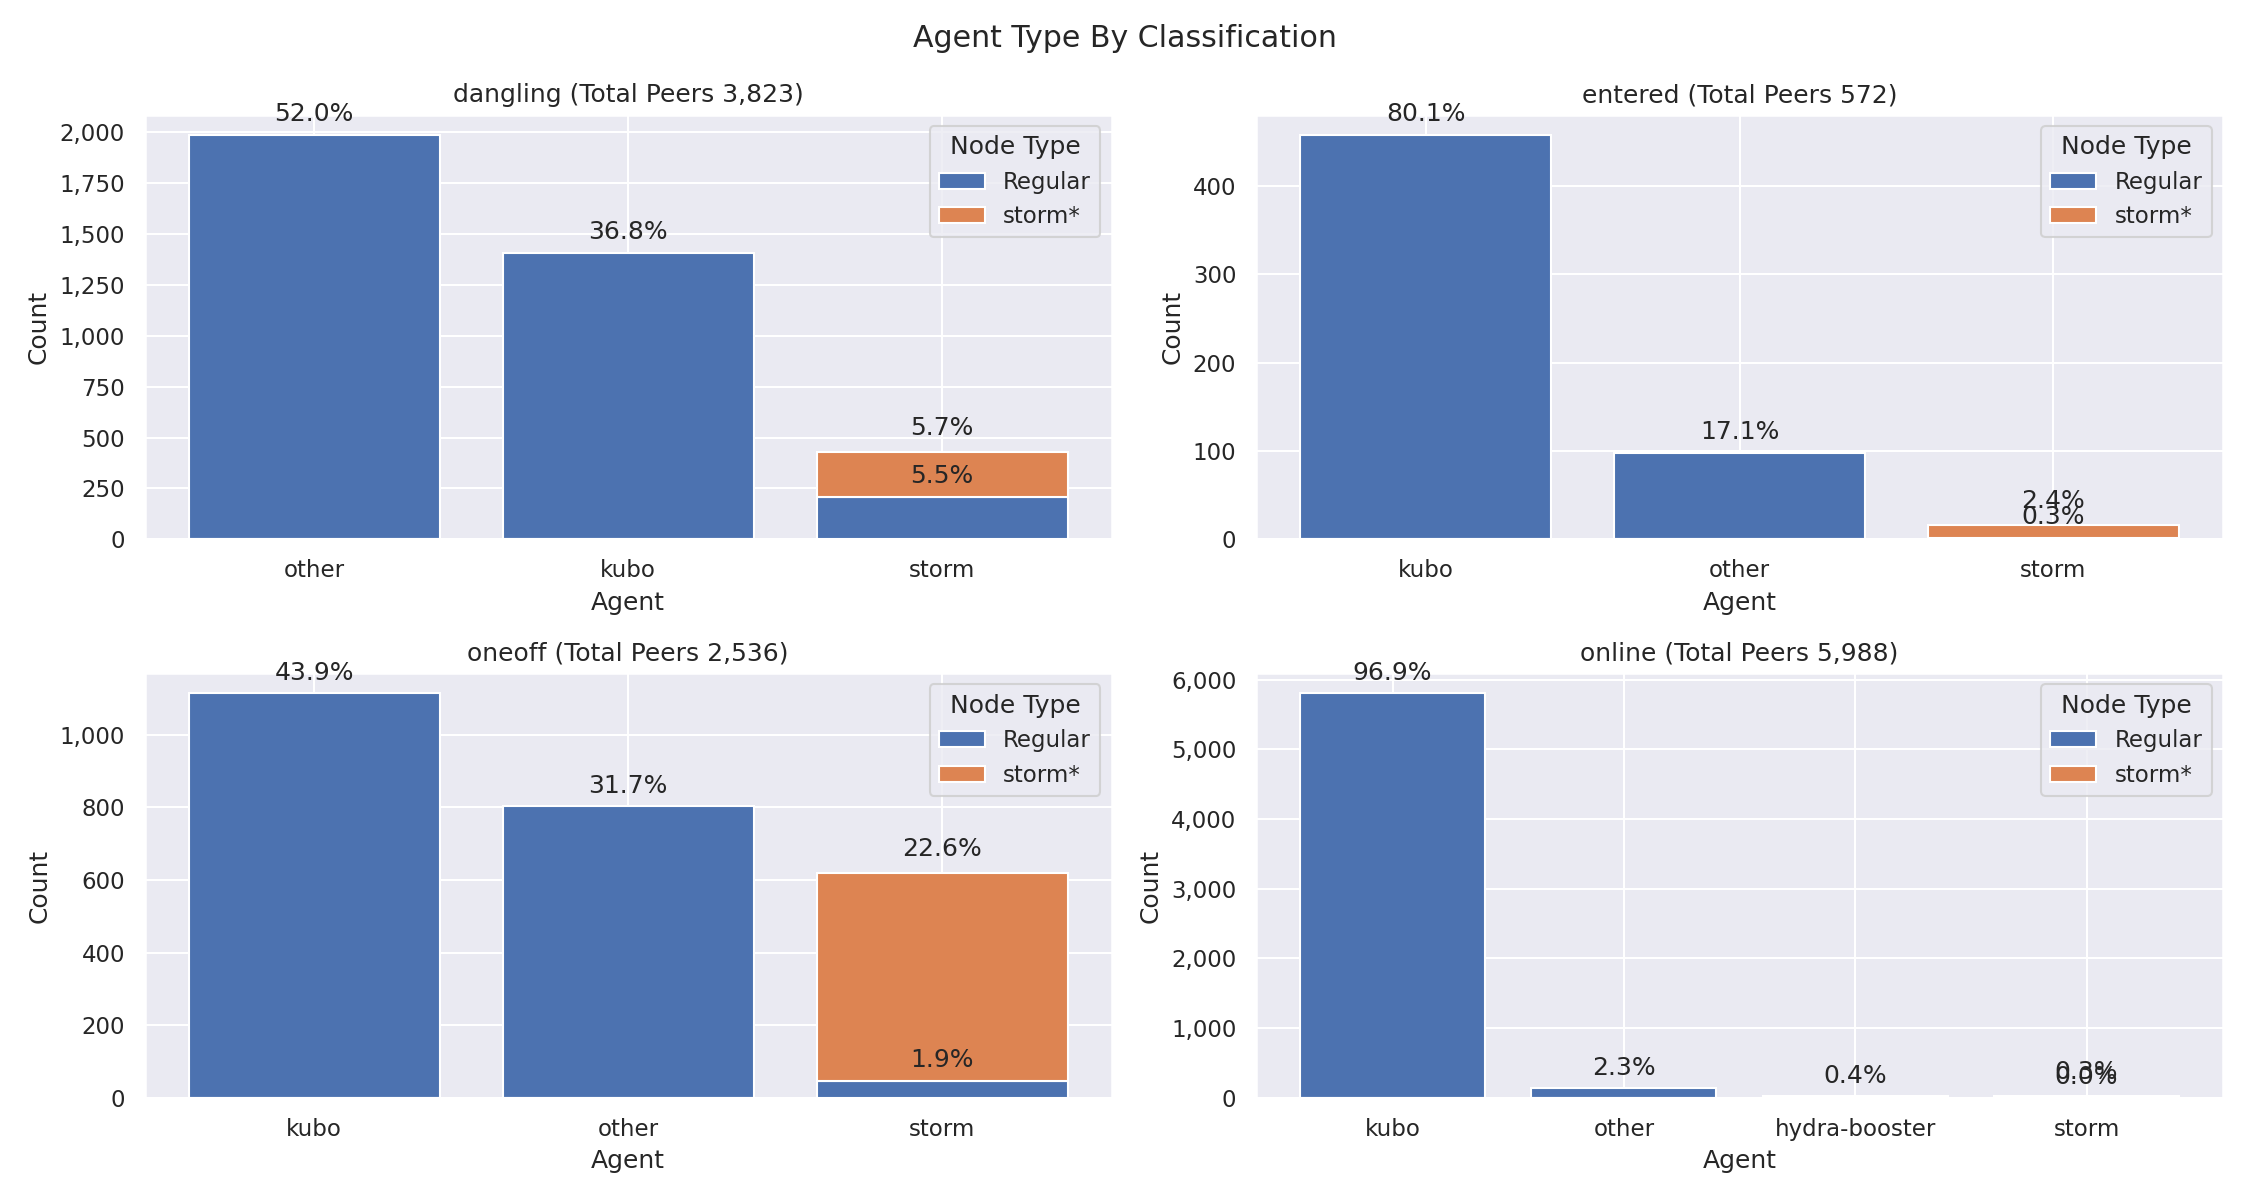 Agent Type By Classification
dangling (Total Peers 3,823)
52.0%
36.8%
5.7%
5.5%
Node Type
Regular
storm*
2,000
1,750
1,500
1,250
1,000
750
500
250
0
Count
other
kubo
storm
Agent
entered (Total Peers 572)
80.1%
17.1%
2.4%
0.3%
Node Type
Regular
storm*
400
300
200
100
0
Count
kubo
other
storm
Agent
oneoff (Total Peers 2,536)
43.9%
31.7%
22.6%
1.9%
Node Type
Regular
storm*
1,000
800
600
400
200
0
Count
kubo
other
storm
Agent
online (Total Peers 5,988)
96.9%
2.3%
0.4%
0.3%
0.0%
Node Type
Regular
storm*
6,000
5,000
4,000
3,000
2,000
1,000
0
Count
kubo
other
hydra-booster
storm
Agent